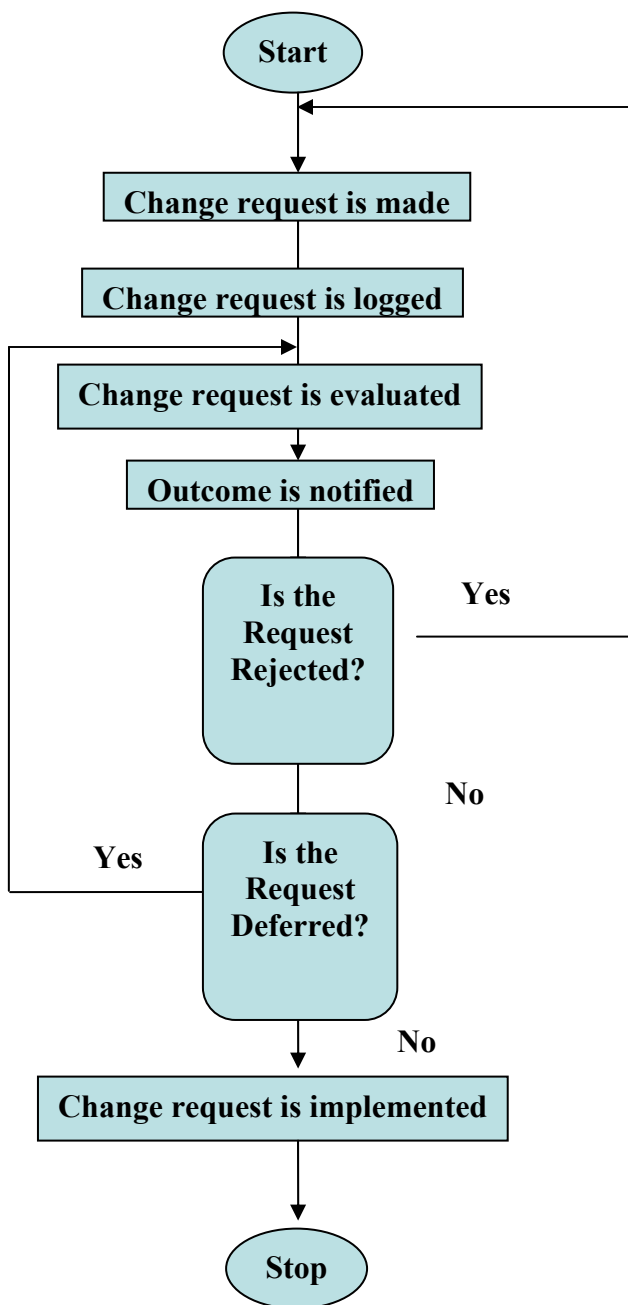 Start
Change request is made
Change request is logged
Change request is evaluated
Outcome is notified
Is the
Request
Rejected?
Yes
No
Is the
Request
Deferred?
Yes
No
Change request is implemented
Stop